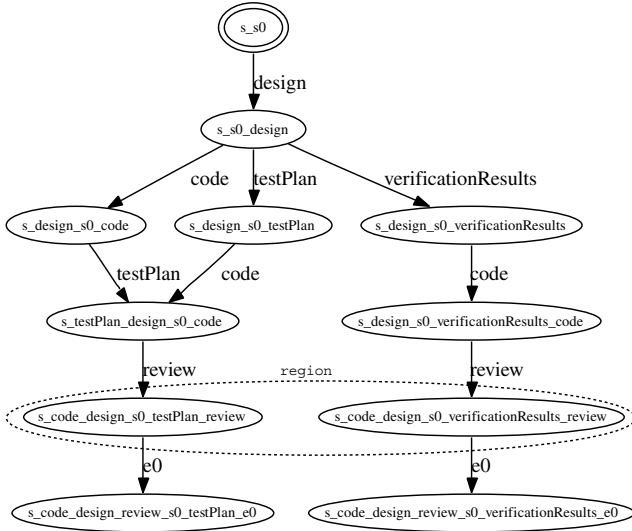 s_s0
design
s_s0_design
code
testPlan
verificationResults
s_design_s0_code
s_design_s0_testPlan
s_design_s0_verificationResults
testPlan
code
code
s_testPlan_design_s0_code
s_design_s0_verificationResults_code
review
review
region
s_code_design_s0_testPlan_review
s_code_design_s0_verificationResults_review
e0
e0
s_code_design_review_s0_testPlan_e0
s_code_design_review_s0_verificationResults_e0